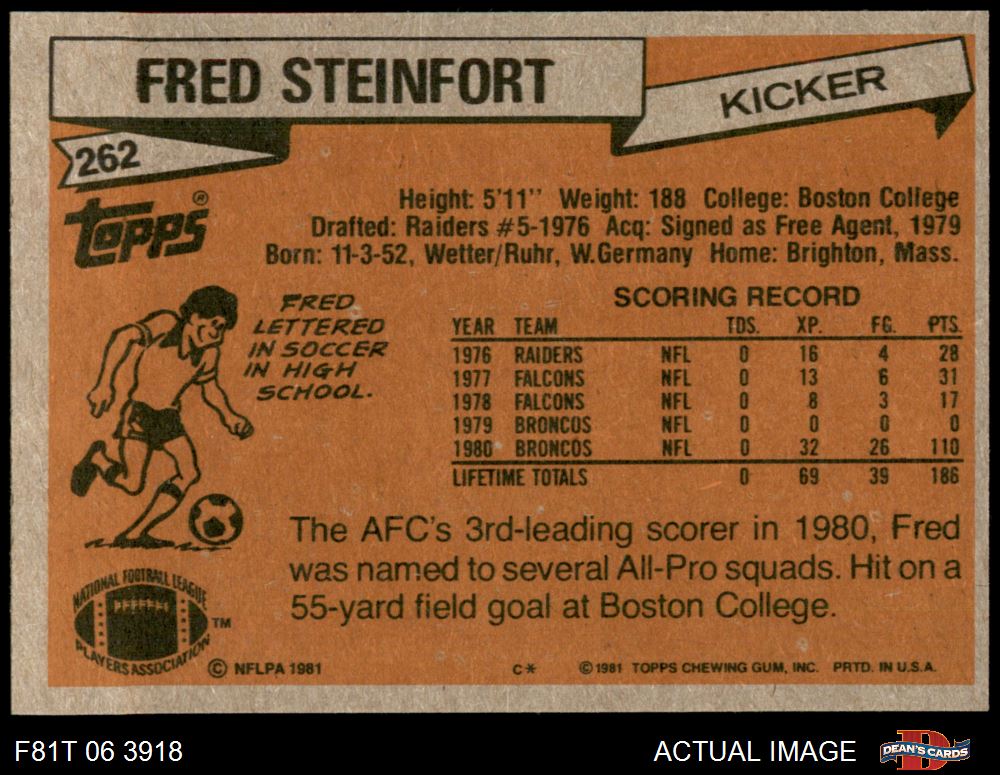 FRED STEINFORT
KICKER
262
Topps®
Height: 5'11'' Weight: 188 College: Boston College
Drafted: Raiders #5-1976 Acq: Signed as Free Agent, 1979
Born: 11-3-52, Wetter/Ruhr, W.Germany Home: Brighton, Mass.
FRED
LETTERED
IN SOCCER
IN HIGH
SCHOOL.
SCORING RECORD
YEAR TEAM TDS. XP. FG. PTS.
1976 RAIDERS NFL 0 16 4 28
1977 FALCONS NFL 0 13 6 31
1978 FALCONS NFL 0 8 3 17
1979 BRONCOS NFL 0 0 0 0
1980 BRONCOS NFL 0 32 26 110
LIFETIME TOTALS 0 69 39 186
The AFC's 3rd-leading scorer in 1980, Fred
was named to several All-Pro squads. Hit on a
55-yard field goal at Boston College.
NATIONAL FOOTBALL LEAGUE
PLAYERS ASSOCIATION
TM
© NFLPA 1981 C* © 1981 TOPPS CHEWING GUM, INC. PRTD. IN U.S.A.
F81T 06 3918 ACTUAL IMAGE
D
DEAN'S CARDS